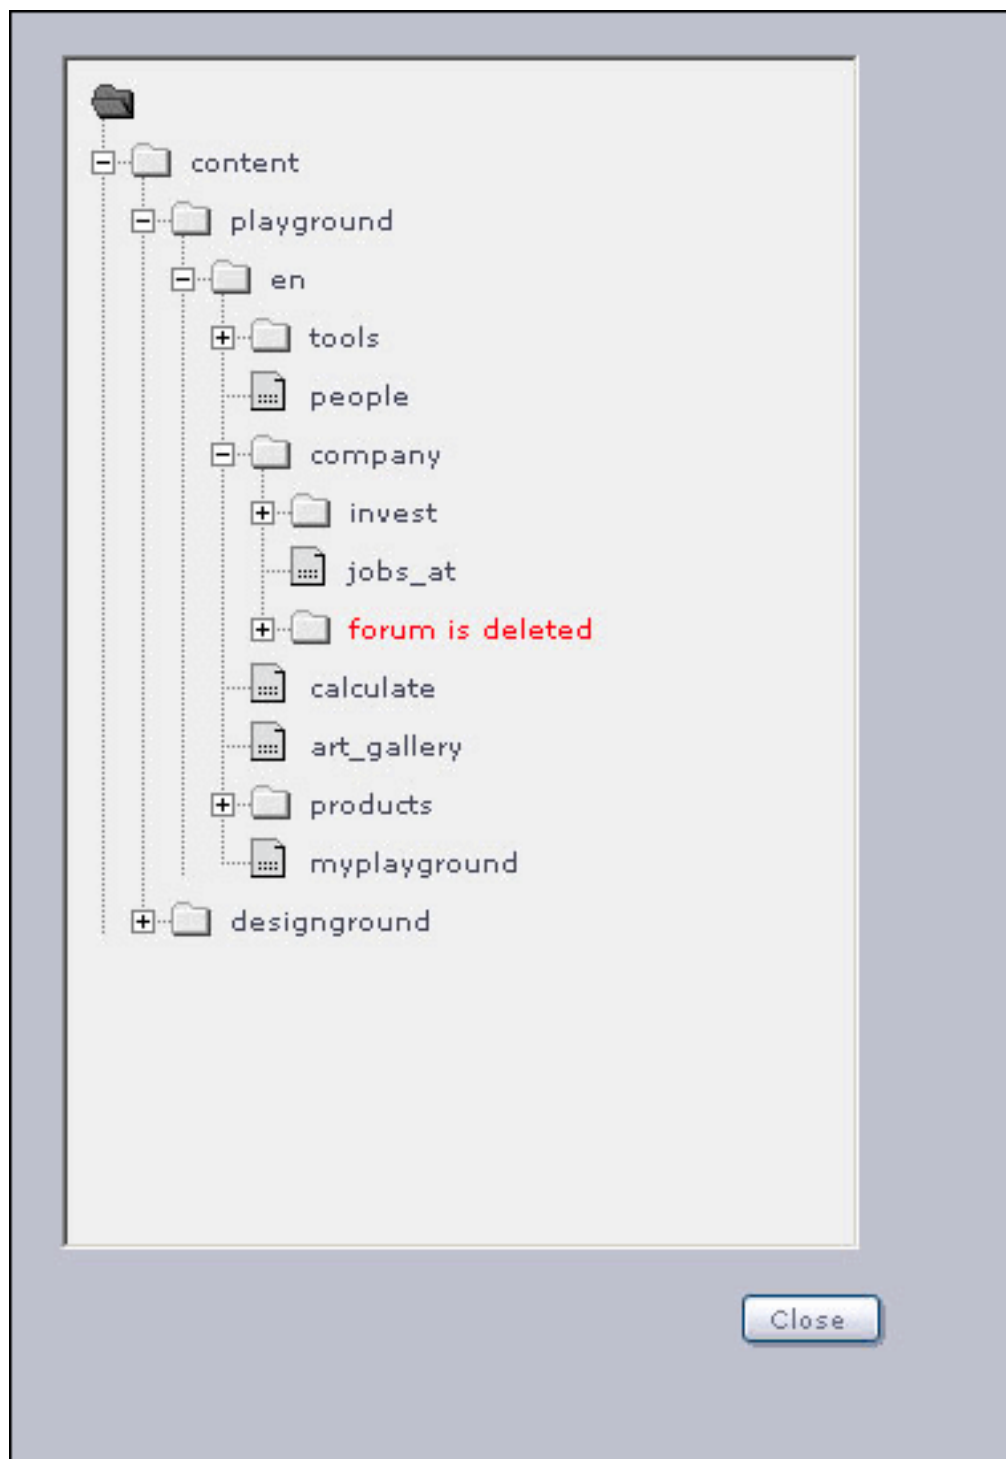 content
playground
en
tools
people
company
invest
jobs_at
forum is deleted
calculate
art_gallery
products
myplayground
designground
Close